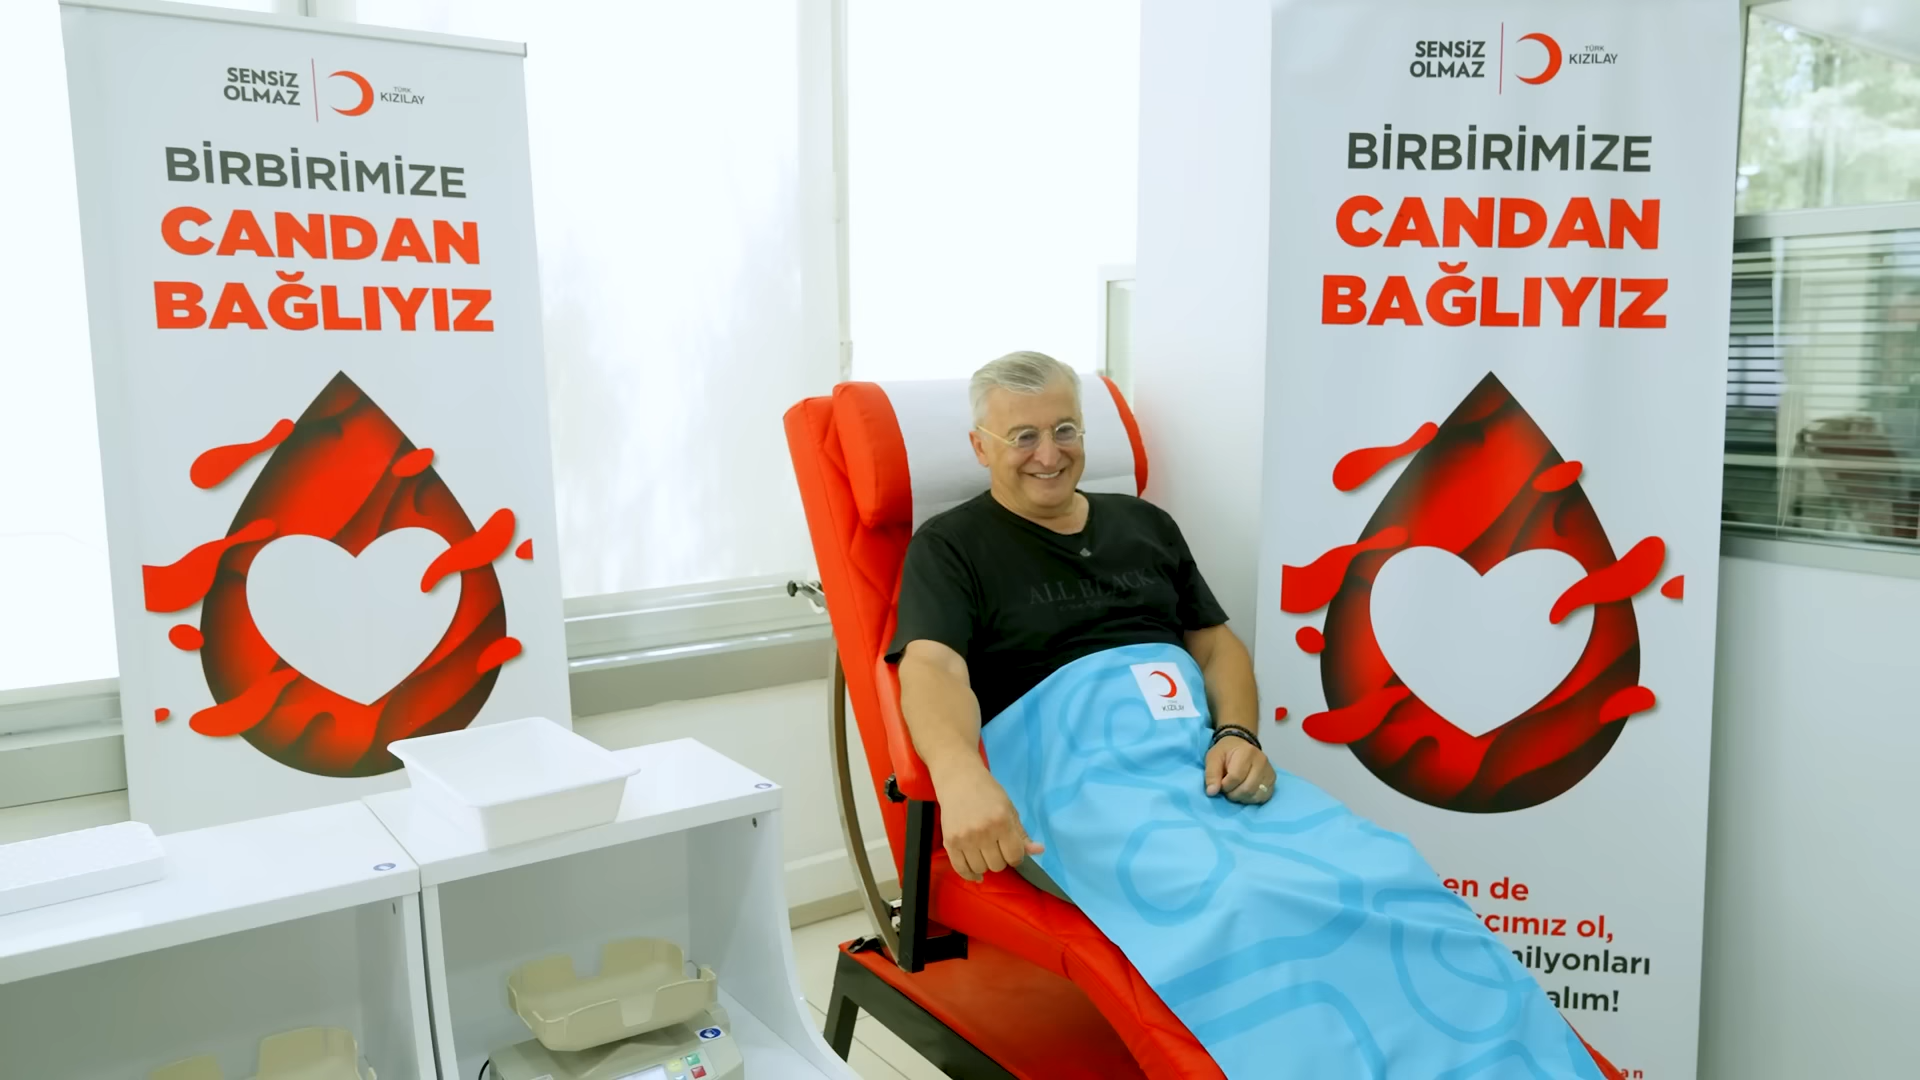 SENSİZ
OLMAZ
TÜRK
KIZILAY
BİRBİRİMİZE
CANDAN
BAĞLIYIZ
SENSİZ
OLMAZ
TÜRK
KIZILAY
BİRBİRİMİZE
CANDAN
BAĞLIYIZ
ALL BLACK
KIZILAY
en de
cımız ol,
milyonları
alım!